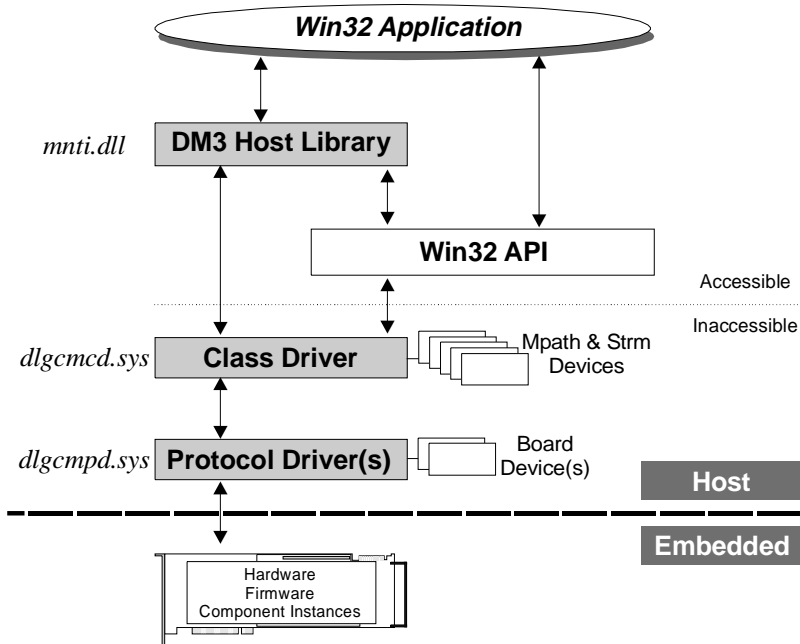 Win32 Application
mnti.dll
DM3 Host Library
Win32 API
Accessible
Inaccessible
dlgcmcd.sys
Class Driver
Mpath & Strm
Devices
dlgcmpd.sys
Protocol Driver(s)
Board
Device(s)
Host
Embedded
Hardware
Firmware
Component Instances